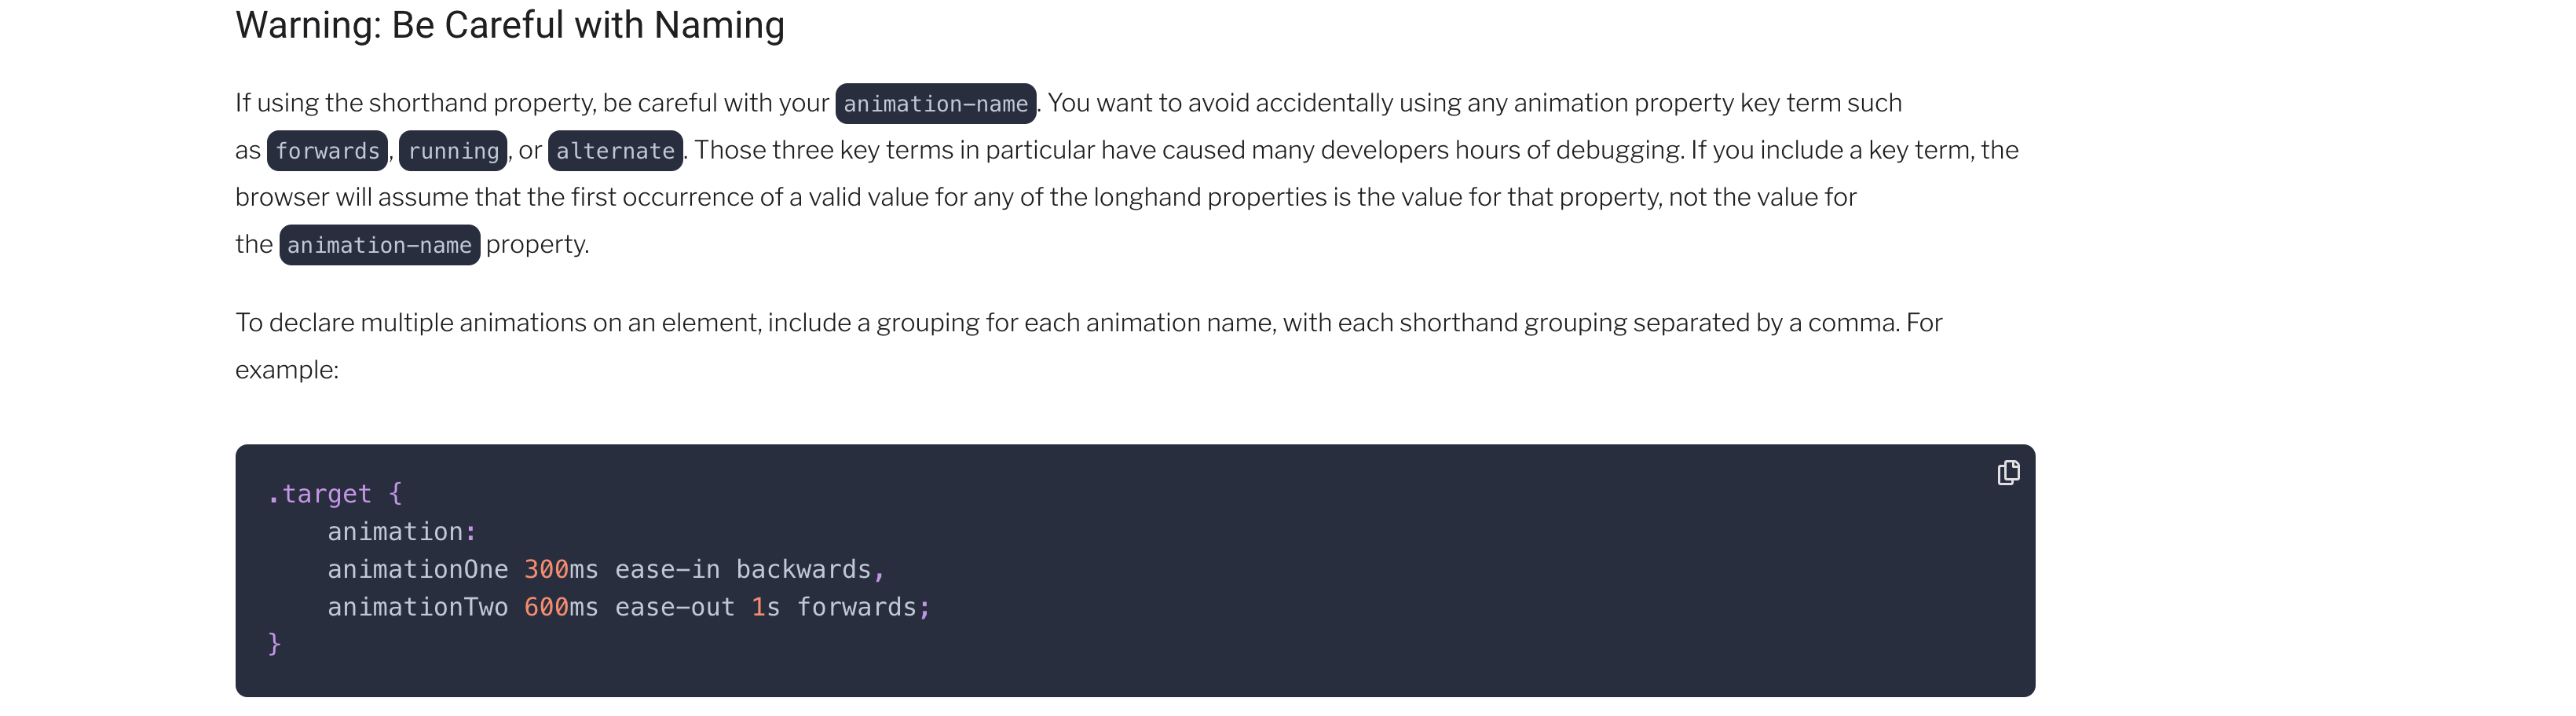 Warning: Be Careful with Naming
If using the shorthand property, be careful with your animation-name. You want to avoid accidentally using any animation property key term such
as forwards, running, or alternate. Those three key terms in particular have caused many developers hours of debugging. If you include a key term, the
browser will assume that the first occurrence of a valid value for any of the longhand properties is the value for that property, not the value for
the animation-name property.
To declare multiple animations on an element, include a grouping for each animation name, with each shorthand grouping separated by a comma. For
example:
.target {
    animation:
    animationOne 300ms ease-in backwards,
    animationTwo 600ms ease-out 1s forwards;
}